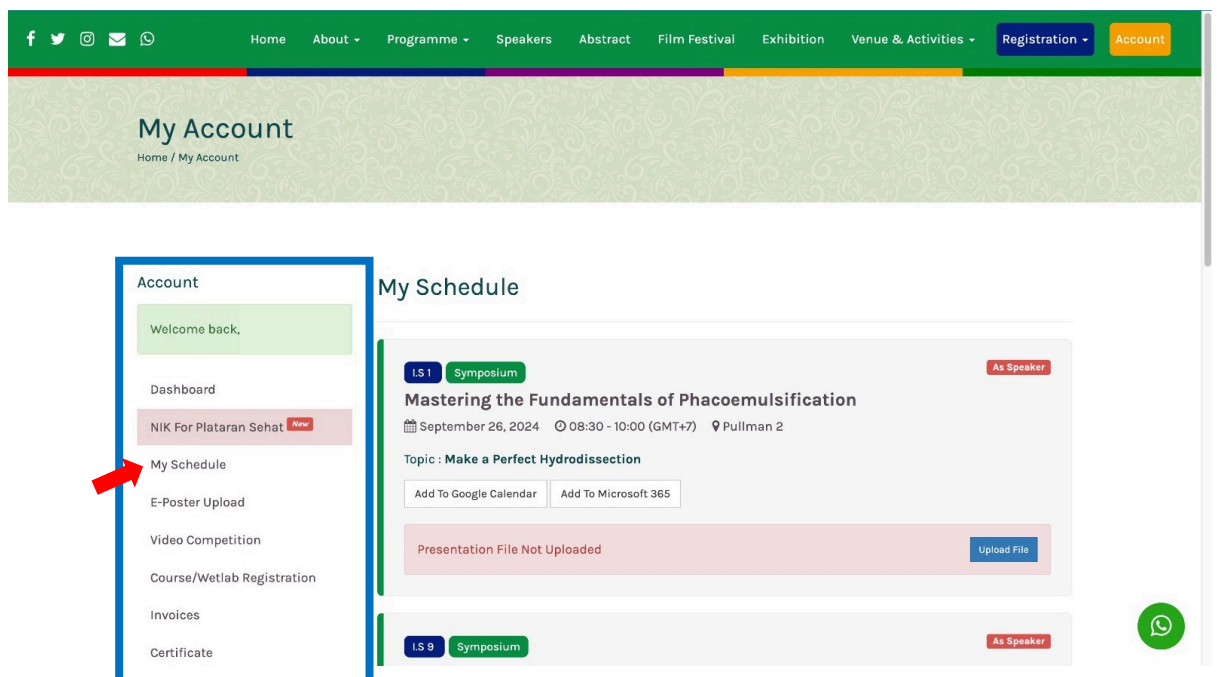 Home About Programme Speakers Abstract Film Festival Exhibition Venue & Activities Registration Account
My Account
Home / My Account
Account
Welcome back,
Dashboard
NIK For Plataran Sehat New
My Schedule
E-Poster Upload
Video Competition
Course/Wetlab Registration
Invoices
Certificate
My Schedule
I.S 1 Symposium As Speaker
Mastering the Fundamentals of Phacoemulsification
September 26, 2024 08:30 - 10:00 (GMT+7) Pullman 2
Topic : Make a Perfect Hydrodissection
Add To Google Calendar Add To Microsoft 365
Presentation File Not Uploaded Upload File
I.S 9 Symposium As Speaker